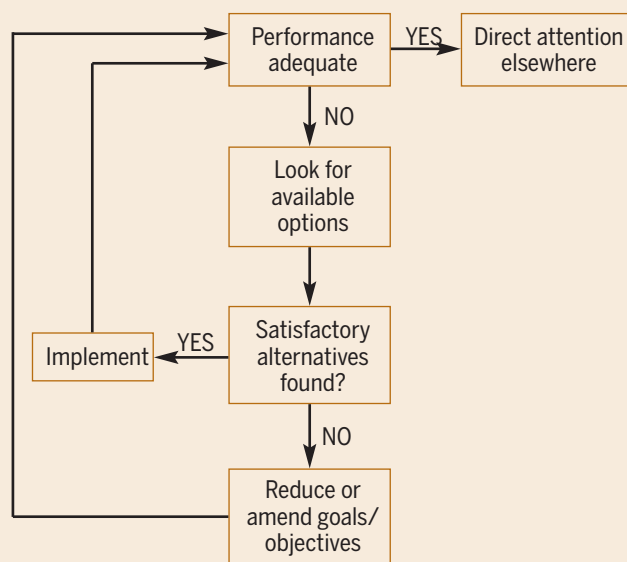 Performance
adequate
YES
Direct attention
elsewhere
NO
Look for
available
options
Satisfactory
alternatives
found?
YES
Implement
NO
Reduce or
amend goals/
objectives